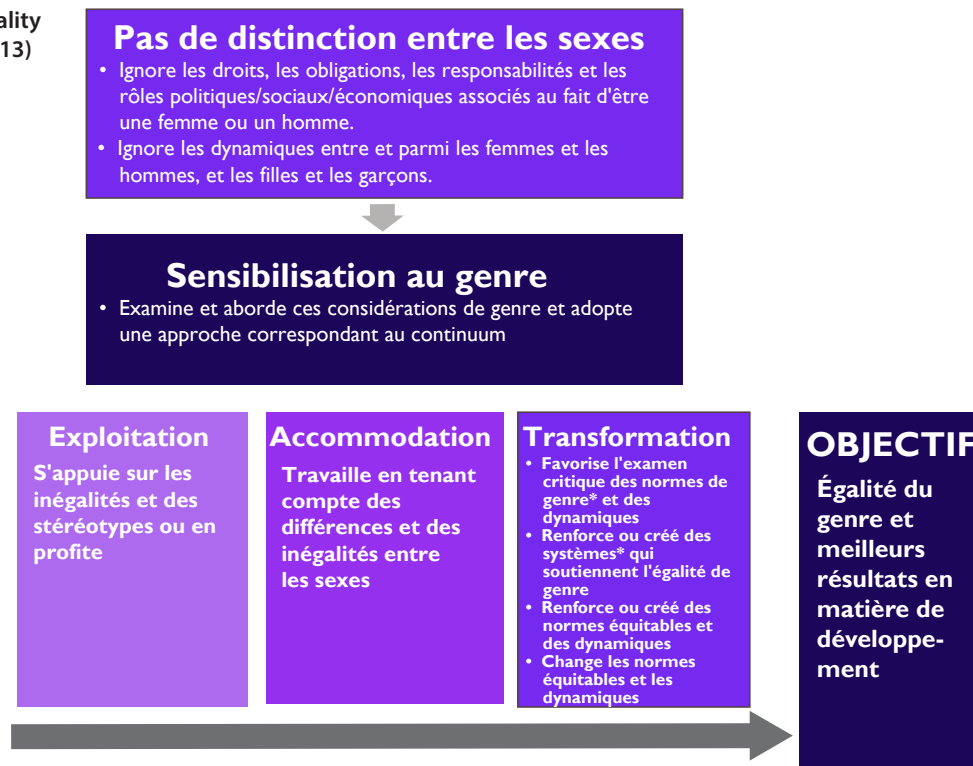 ality
13)
Pas de distinction entre les sexes
• Ignore les droits, les obligations, les responsabilités et les
rôles politiques/sociaux/économiques associés au fait d'être
une femme ou un homme.
• Ignore les dynamiques entre et parmi les femmes et les
hommes, et les filles et les garçons.
Sensibilisation au genre
• Examine et aborde ces considérations de genre et adopte
une approche correspondant au continuum
Exploitation
S'appuie sur les
inégalités et des
stéréotypes ou en
profite
Accommodation
Travaille en tenant
compte des
différences et des
inégalités entre
les sexes
Transformation
• Favorise l'examen
critique des normes de
genre* et des
dynamiques
• Renforce ou créé des
systèmes* qui
soutiennent l'égalité de
genre
• Renforce ou créé des
normes équitables et
des dynamiques
• Change les normes
équitables et les
dynamiques
OBJECTIF
Égalité du
genre et
meilleurs
résultats en
matière de
développe-
ment